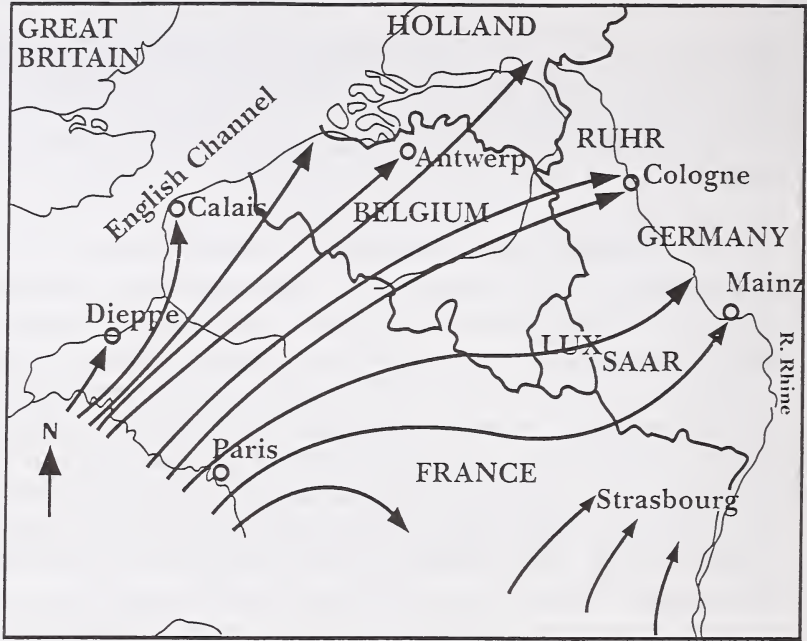 GREAT
BRITAIN
HOLLAND
English Channel
RUHR
Antwerp
Cologne
Calais
BELGIUM
GERMANY
Mainz
Dieppe
LUX
SAAR
R. Rhine
N
Paris
FRANCE
Strasbourg